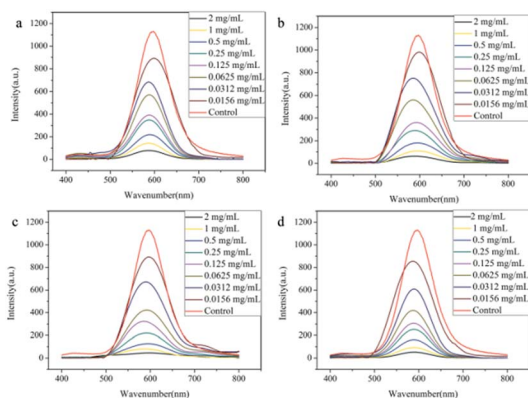 a
Intensity(a.u.)
1200
1000
800
600
400
200
0
400 500 600 700 800
Wavenumber(nm)
2 mg/mL
1 mg/mL
0.5 mg/mL
0.25 mg/mL
0.125 mg/mL
0.0625 mg/mL
0.0312 mg/mL
0.0156 mg/mL
Control
b
Intensity(a.u.)
1200
1000
800
600
400
200
0
400 500 600 700 800
Wavenumber(nm)
2 mg/mL
1 mg/mL
0.5 mg/mL
0.25 mg/mL
0.125 mg/mL
0.0625 mg/mL
0.0312 mg/mL
0.0156 mg/mL
Control
c
Intensity(a.u.)
1200
1000
800
600
400
200
0
400 500 600 700 800
Wavenumber(nm)
2 mg/mL
1 mg/mL
0.5 mg/mL
0.25 mg/mL
0.125 mg/mL
0.0625 mg/mL
0.0312 mg/mL
0.0156 mg/mL
Control
d
Intensity(a.u.)
1200
1000
800
600
400
200
0
400 500 600 700 800
Wavenumber(nm)
2 mg/mL
1 mg/mL
0.5 mg/mL
0.25 mg/mL
0.125 mg/mL
0.0625 mg/mL
0.0312 mg/mL
0.0156 mg/mL
Control